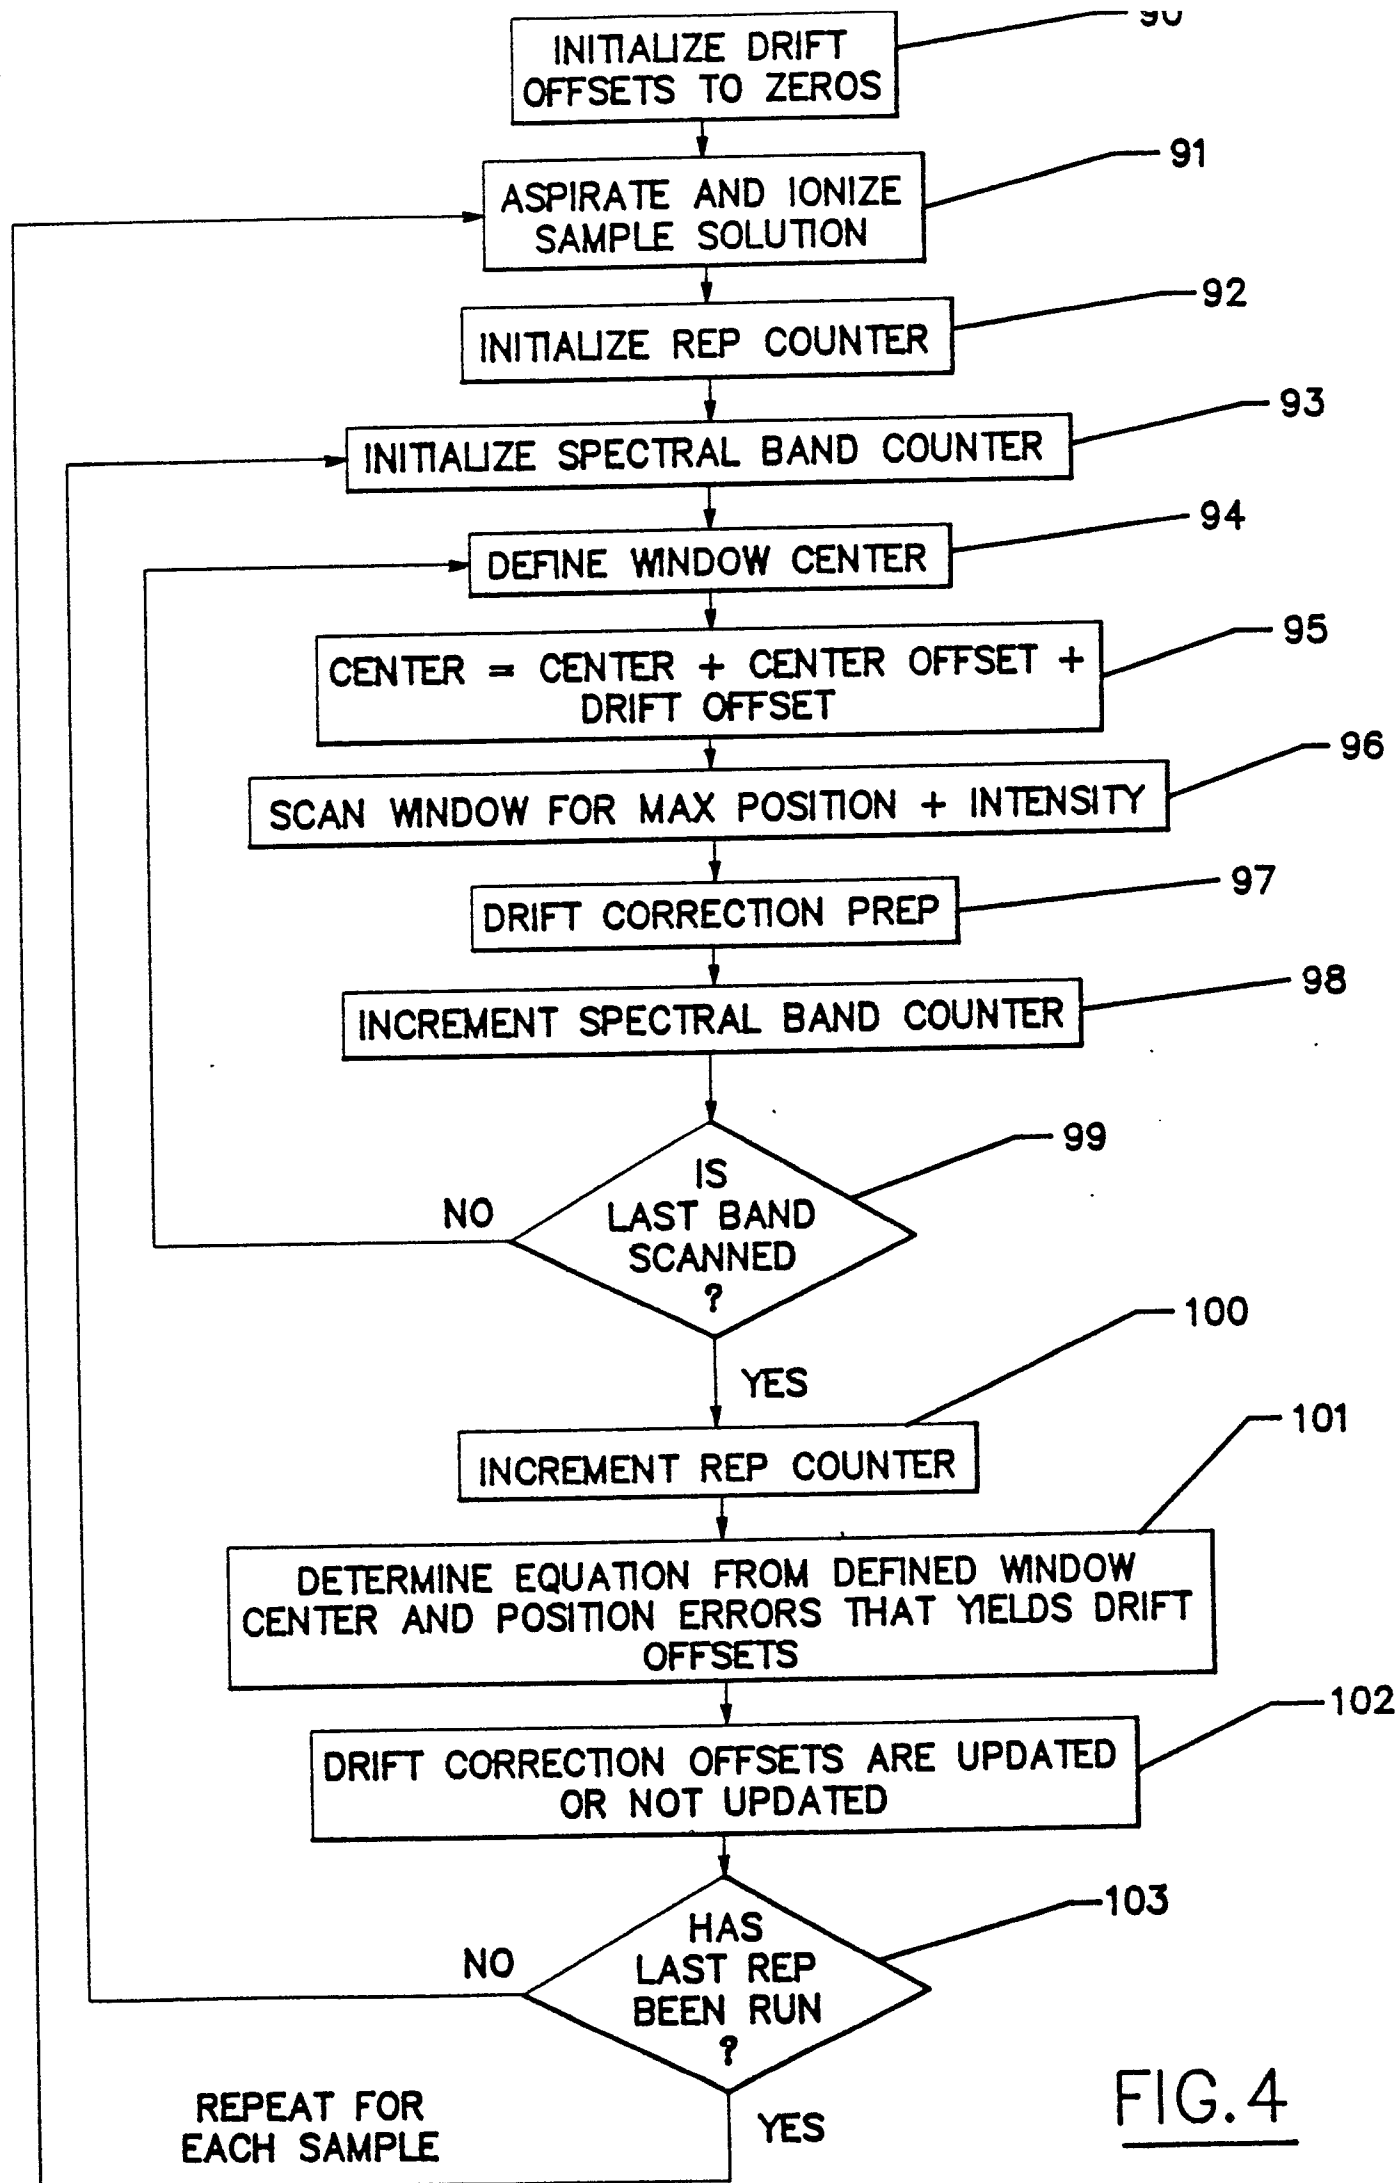 INITIALIZE DRIFT
OFFSETS TO ZEROS
90
ASPIRATE AND IONIZE
SAMPLE SOLUTION
91
INITIALIZE REP COUNTER
92
INITIALIZE SPECTRAL BAND COUNTER
93
DEFINE WINDOW CENTER
94
CENTER = CENTER + CENTER OFFSET +
DRIFT OFFSET
95
SCAN WINDOW FOR MAX POSITION + INTENSITY
96
DRIFT CORRECTION PREP
97
INCREMENT SPECTRAL BAND COUNTER
98
IS
LAST BAND
SCANNED
?
99
NO
YES
100
INCREMENT REP COUNTER
101
DETERMINE EQUATION FROM DEFINED WINDOW
CENTER AND POSITION ERRORS THAT YIELDS DRIFT
OFFSETS
102
DRIFT CORRECTION OFFSETS ARE UPDATED
OR NOT UPDATED
103
HAS
LAST REP
BEEN RUN
?
NO
YES
REPEAT FOR
EACH SAMPLE
FIG.4